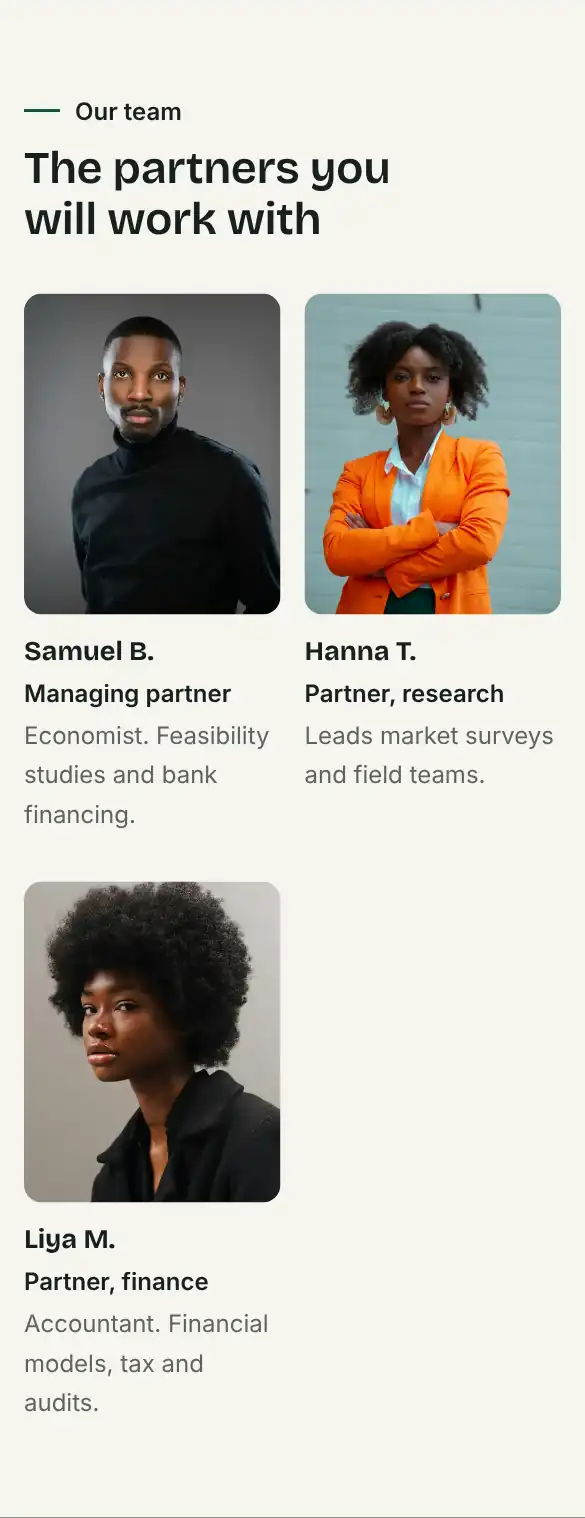 Our team
The partners you
will work with
Samuel B.
Managing partner
Economist. Feasibility
studies and bank
financing.
Hanna T.
Partner, research
Leads market surveys
and field teams.
Liya M.
Partner, finance
Accountant. Financial
models, tax and
audits.